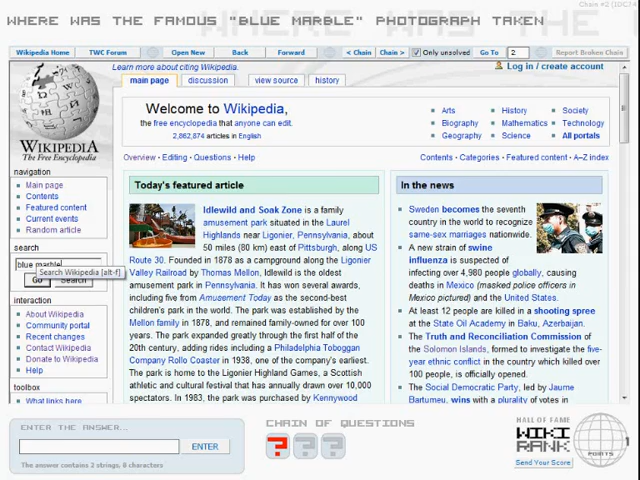 Chain #2 (ID:
WHERE WAS THE FAMOUS "BLUE MARBLE" PHOTOGRAPH TAKEN
Wikipedia Home TWC Forum Open New Back Forward < Chain Chain > Only unsolved Go To 2 Report Broken Chain
Learn more about citing Wikipedia.
Log in / create account
main page discussion view source history
WIKIPEDIA
The Free Encyclopedia
navigation
Main page
Contents
Featured content
Current events
Random article
search
blue marble
Search Wikipedia [alt-f]
Go Search
interaction
About Wikipedia
Community portal
Recent changes
Contact Wikipedia
Donate to Wikipedia
Help
toolbox
What links here
Welcome to Wikipedia,
the free encyclopedia that anyone can edit.
2,862,874 articles in English
Arts
Biography
Geography
History
Mathematics
Science
Society
Technology
All portals
Overview · Editing · Questions · Help
Contents · Categories · Featured content · A–Z index
Today's featured article
Idlewild and Soak Zone is a family
amusement park situated in the Laurel
Highlands near Ligonier, Pennsylvania, about
50 miles (80 km) east of Pittsburgh, along US
Route 30. Founded in 1878 as a campground along the Ligonier
Valley Railroad by Thomas Mellon, Idlewild is the oldest
amusement park in Pennsylvania. It has won several awards,
including five from Amusement Today as the second-best
children's park in the world. The park was established by the
Mellon family in 1878, and remained family-owned for over 100
years. The park expanded greatly through the first half of the
20th century, adding rides including a Philadelphia Toboggan
Company Rollo Coaster in 1938, one of the company's earliest.
The park is home to the Ligonier Highland Games, a Scottish
athletic and cultural festival that has annually drawn over 10,000
spectators. In 1983, the park was purchased by Kennywood
In the news
Sweden becomes the seventh
country in the world to recognize
same-sex marriages nationwide.
A new strain of swine
influenza is suspected of
infecting over 4,980 people globally, causing
deaths in Mexico (masked police officers in
Mexico pictured) and the United States.
At least 12 people are killed in a shooting spree
at the State Oil Academy in Baku, Azerbaijan.
The Truth and Reconciliation Commission of
the Solomon Islands, formed to investigate the five-
year ethnic conflict in the country which killed over
100 people, is officially opened.
The Social Democratic Party, led by Jaume
Bartumeu, wins with a plurality of votes in
ENTER THE ANSWER...
ENTER
The answer contains 2 strings, 8 characters
CHAIN OF QUESTIONS
? ? ?
HALL OF FAME
WIKI
RANK
Send Your Score
POINTS